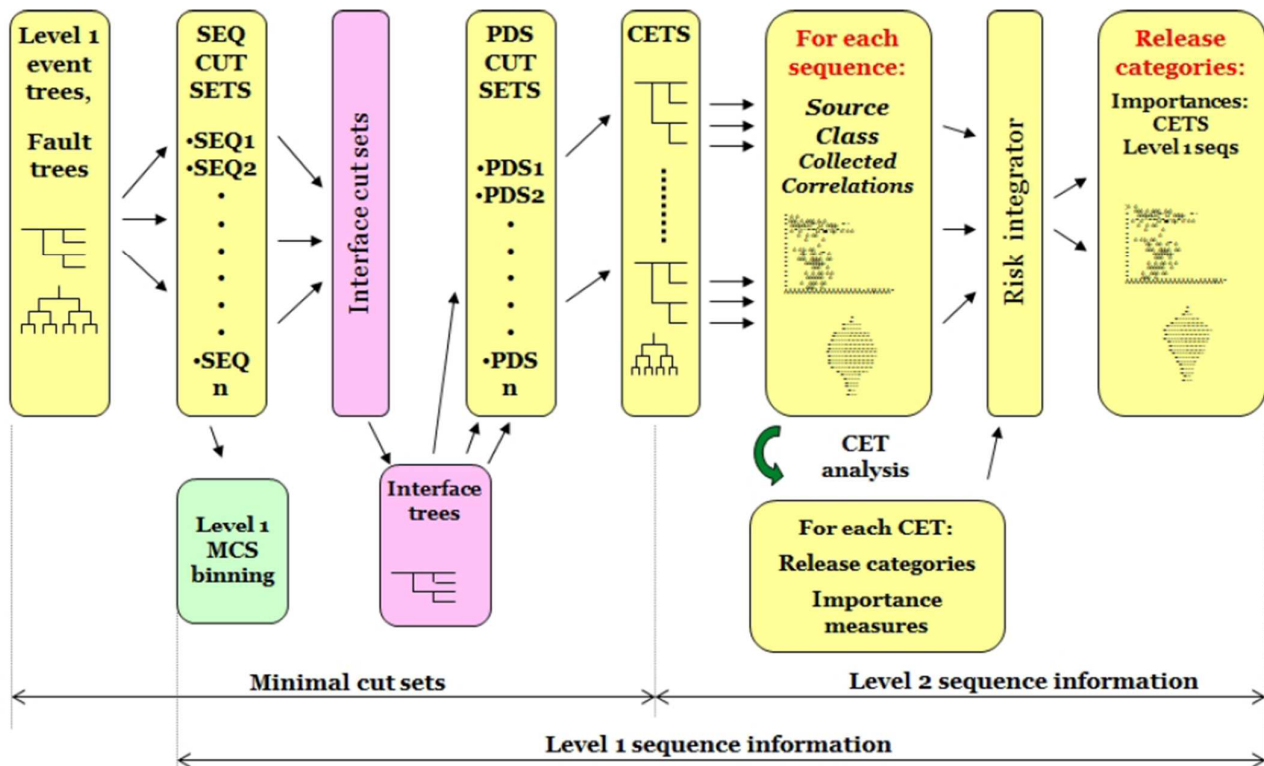 Level 1
event
trees,
Fault
trees
SEQ
CUT
SETS
•SEQ1
•SEQ2
•SEQ
n
Interface cut sets
PDS
CUT
SETS
•PDS1
•PDS2
•PDS
n
CETS
For each
sequence:
Source
Class
Collected
Correlations
Risk integrator
Release
categories:
Importances:
CETS
Level 1 seqs
Level 1
MCS
binning
Interface
trees
CET
analysis
For each CET:
Release categories
Importance
measures
Minimal cut sets
Level 2 sequence information
Level 1 sequence information